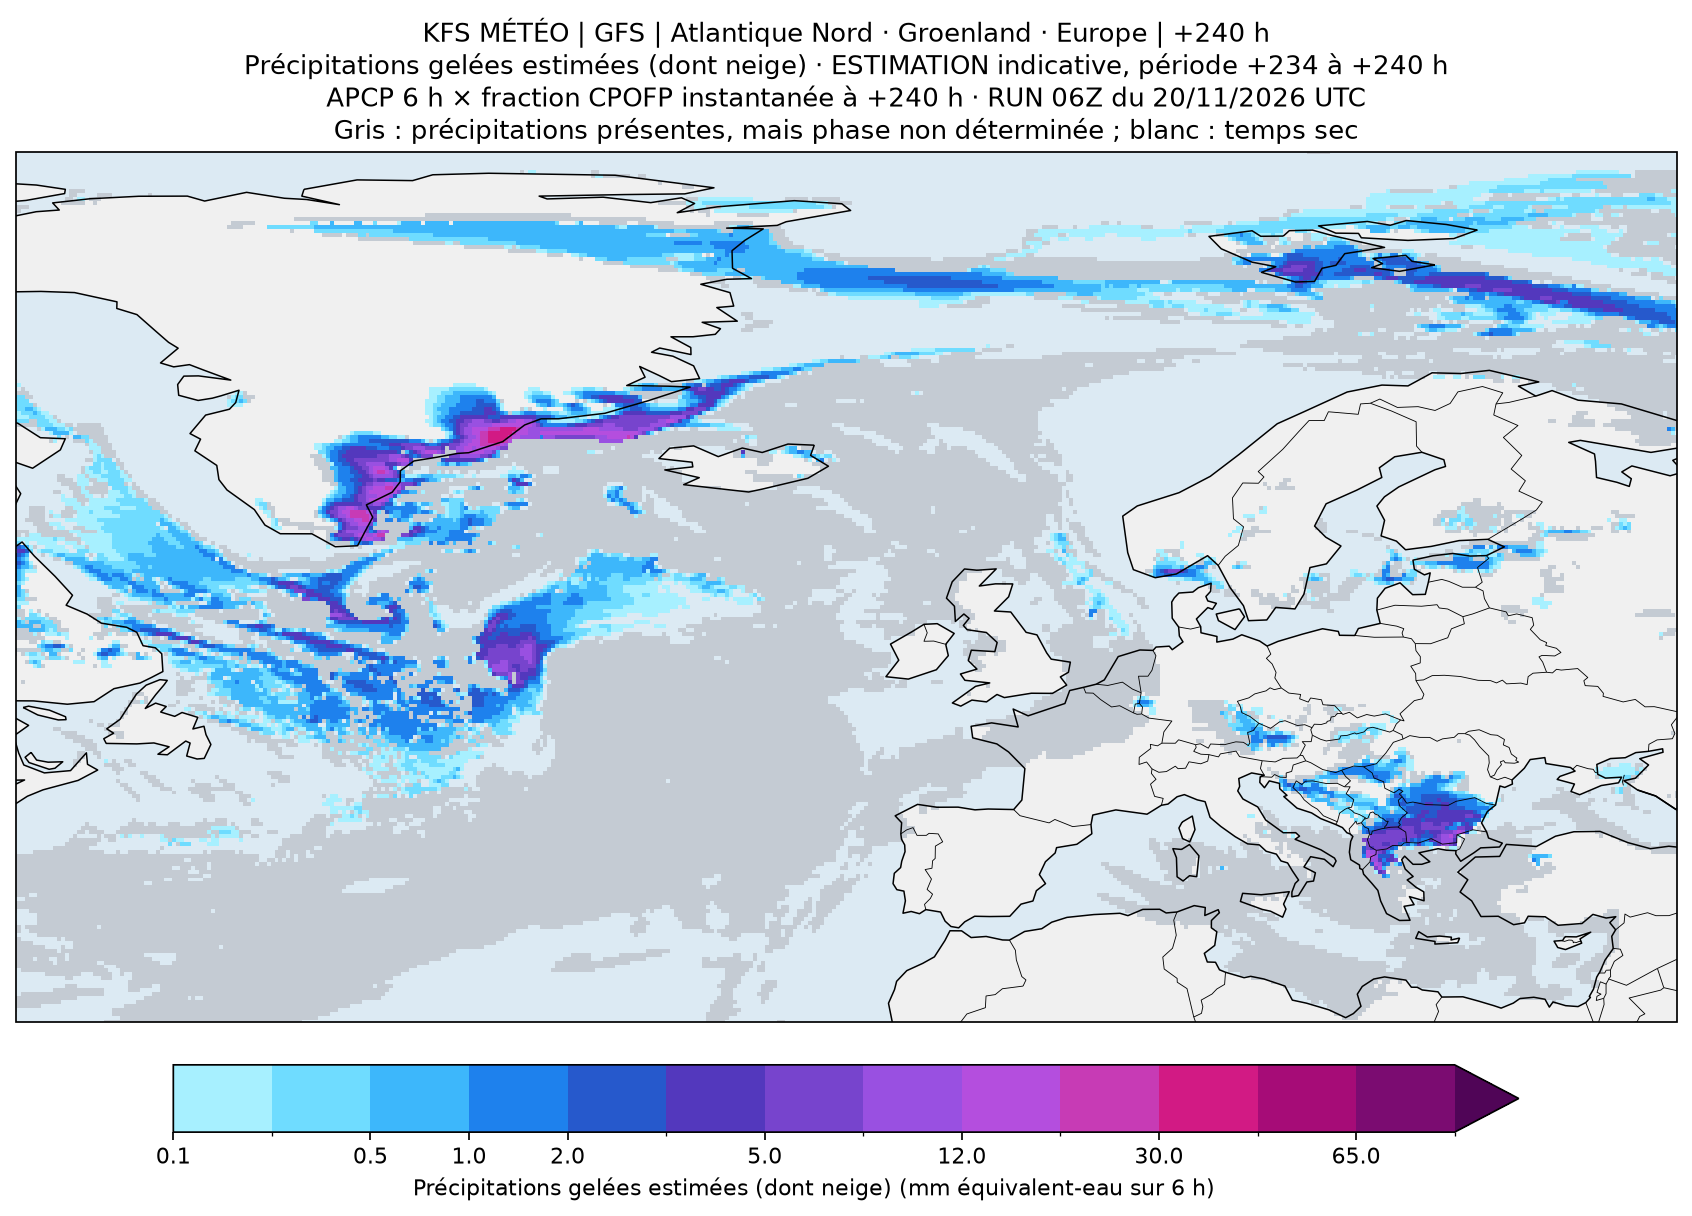 KFS MÉTÉO | GFS | Atlantique Nord · Groenland · Europe | +240 h
Précipitations gelées estimées (dont neige) · ESTIMATION indicative, période +234 à +240 h
APCP 6 h × fraction CPOFP instantanée à +240 h · RUN 06Z du 20/11/2026 UTC
Gris : précipitations présentes, mais phase non déterminée ; blanc : temps sec
0.1 0.5 1.0 2.0 5.0 12.0 30.0 65.0
Précipitations gelées estimées (dont neige) (mm équivalent-eau sur 6 h)